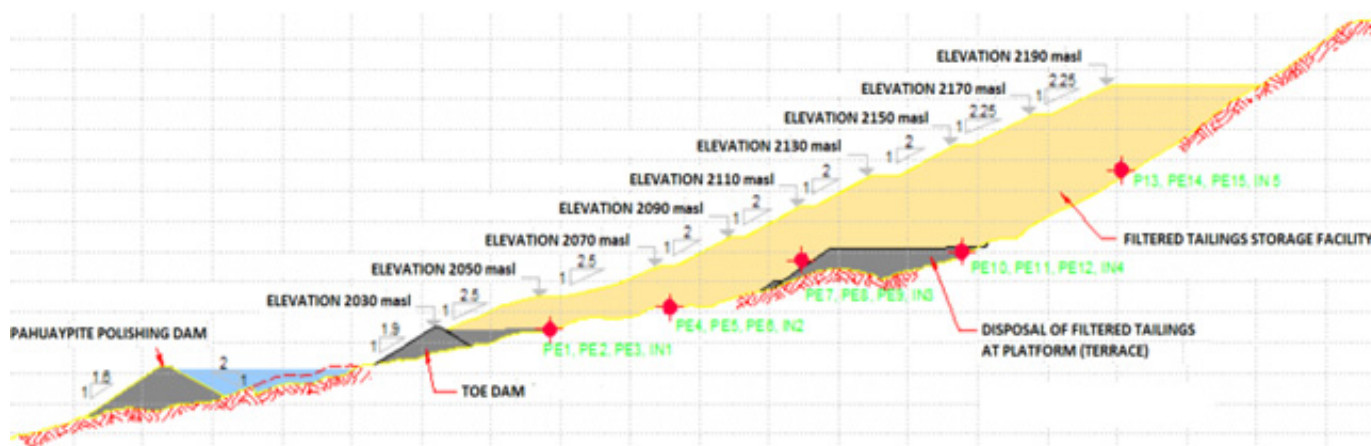 ELEVATION 2190 masl
2.25
1
ELEVATION 2170 masl
2.25
1
ELEVATION 2150 masl
2
1
ELEVATION 2130 masl
2
1
ELEVATION 2110 masl
2
1
ELEVATION 2090 masl
2
1
ELEVATION 2070 masl
2.5
1
ELEVATION 2050 masl
2.5
1
ELEVATION 2030 masl
1.9
1
P13, PE14, PE15, IN 5
FILTERED TAILINGS STORAGE FACILITY
PE10, PE11, PE12, IN4
PE7, PE8, PE9, IN3
PE4, PE5, PE6, IN2
DISPOSAL OF FILTERED TAILINGS
AT PLATFORM (TERRACE)
PE1, PE2, PE3, IN1
PAHUAYPITE POLISHING DAM
1.6
1
2
1
TOE DAM